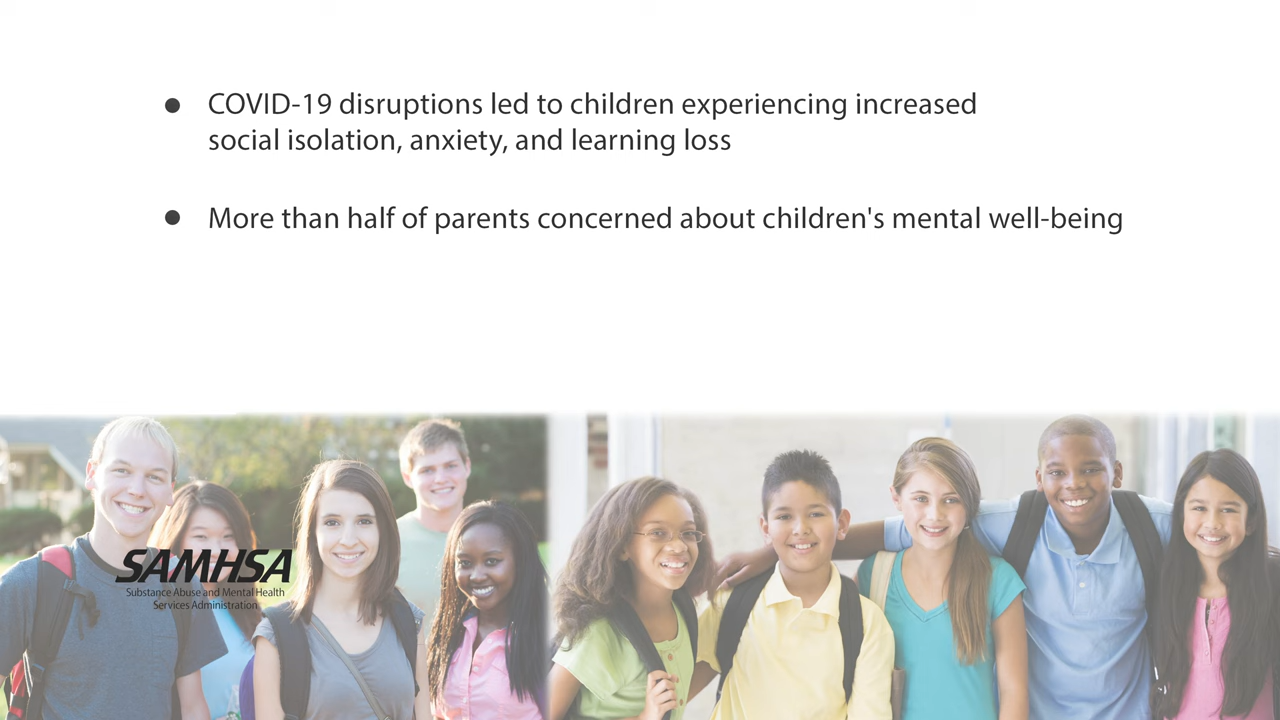 ● COVID-19 disruptions led to children experiencing increased
social isolation, anxiety, and learning loss
● More than half of parents concerned about children's mental well-being
SAMHSA
Substance Abuse and Mental Health
Services Administration